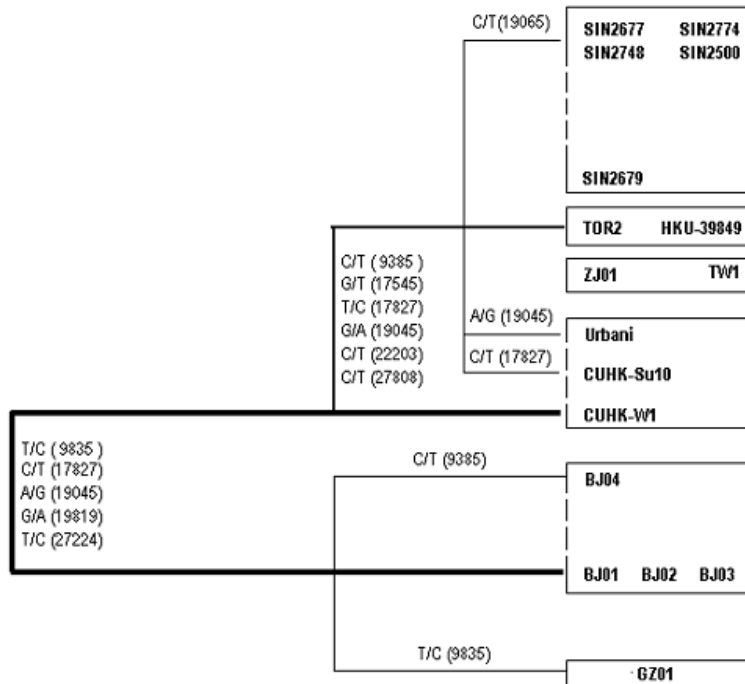 C/T(19065)
SIN2677 SIN2774
SIN2748 SIN2500
SIN2679
TOR2 HKU-39849
C/T ( 9385 )
G/T (17545)
T/C (17827)
G/A (19045)
C/T (22203)
C/T (27808)
ZJ01 TW1
A/G (19045)
Urbani
C/T (17827)
CUHK-Su10
CUHK-W1
T/C ( 9835 )
C/T (17827)
A/G (19045)
G/A (19819)
T/C (27224)
C/T (9385)
BJ04
BJ01 BJ02 BJ03
T/C (9835)
GZ01